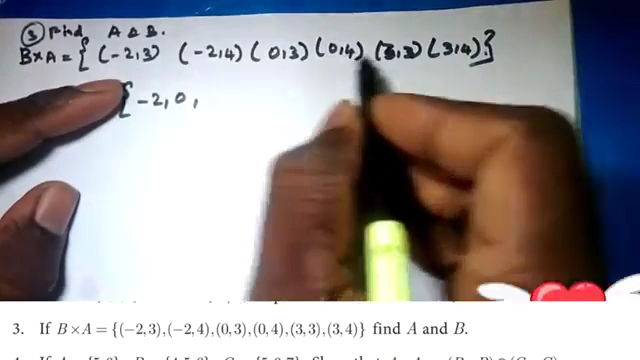 ③ Find A & B.
B×A = { (-2,3) (-2,4) (0,3) (0,4) (3,3) (3,4)}
{ -2, 0,
3. If B × A = {(−2,3),(−2,4),(0,3),(0,4),(3,3),(3,4)} find A and B.